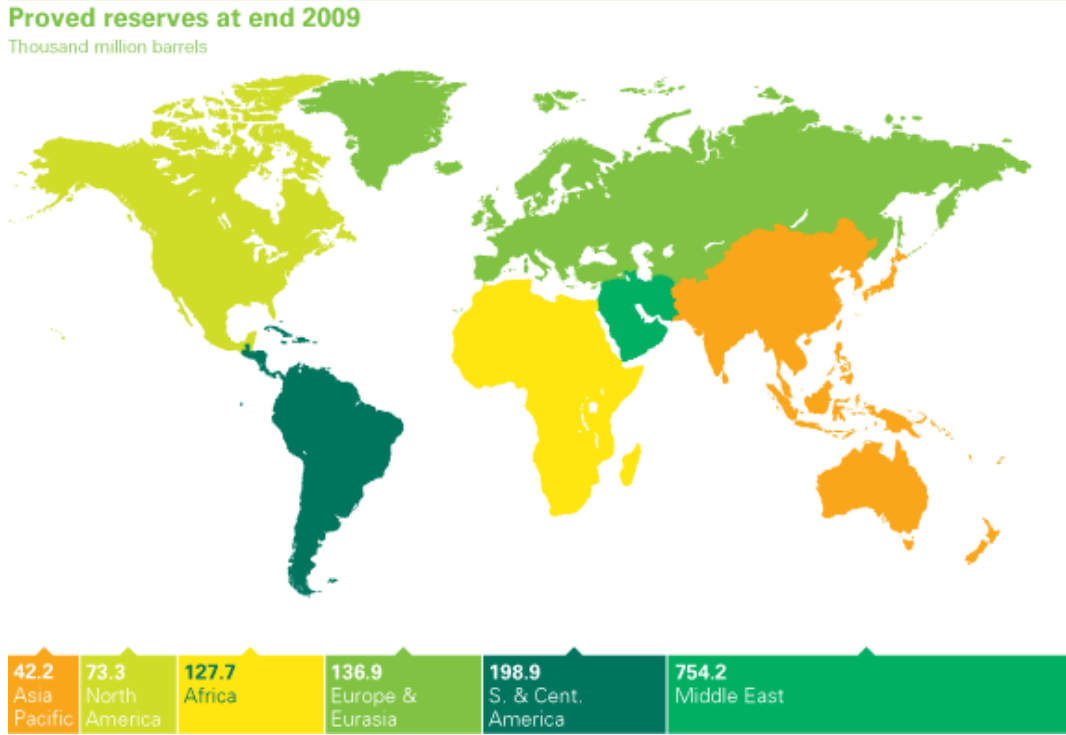 Proved reserves at end 2009
Thousand million barrels
42.2
Asia
Pacific
73.3
North
America
127.7
Africa
136.9
Europe &
Eurasia
198.9
S. & Cent.
America
754.2
Middle East